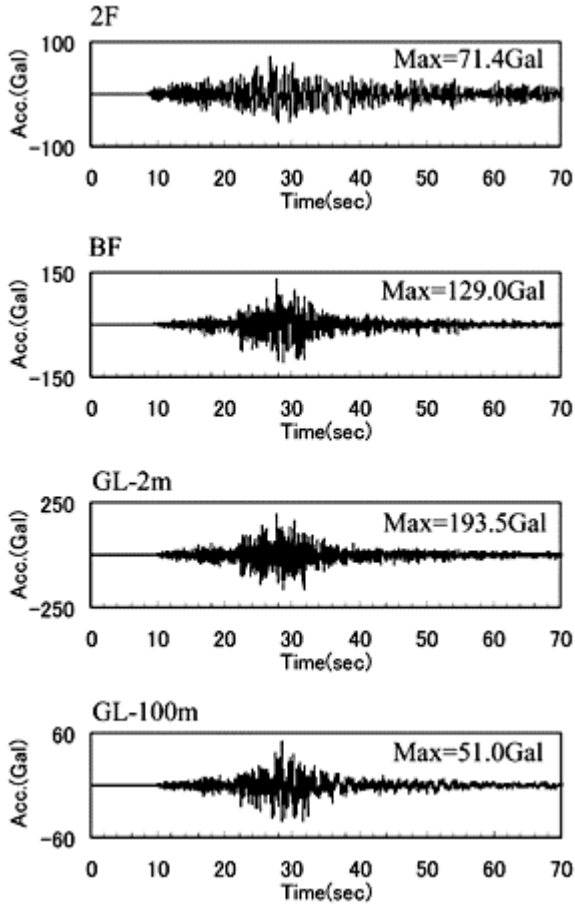 2F
100
Max=71.4Gal
Acc.(Gal)
-100
0 10 20 30 40 50 60 70
Time(sec)
BF
150
Max=129.0Gal
Acc.(Gal)
-150
0 10 20 30 40 50 60 70
Time(sec)
GL-2m
250
Max=193.5Gal
Acc.(Gal)
-250
0 10 20 30 40 50 60 70
Time(sec)
GL-100m
60
Max=51.0Gal
Acc.(Gal)
-60
0 10 20 30 40 50 60 70
Time(sec)